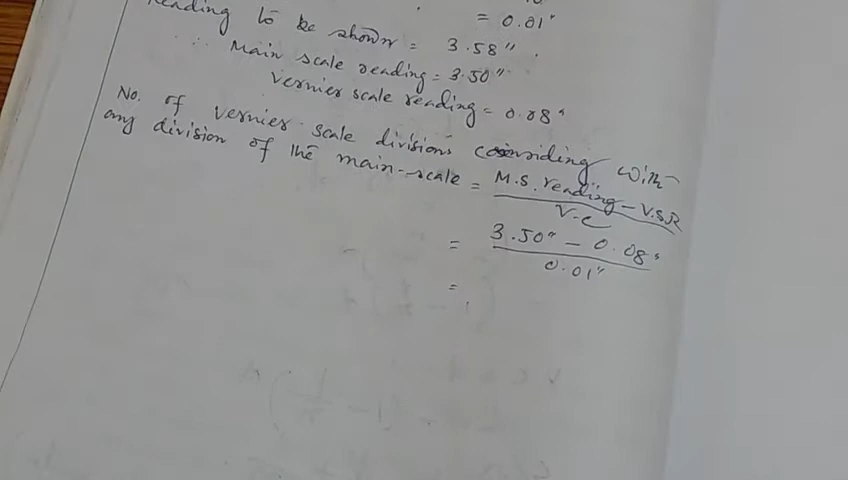 = 0.01"
Reading to be shown = 3.58".
∴ Main scale reading = 3.50"
Vernier scale reading = 0.08"
No. of vernier scale divisions coinsiding with
any division of the main-scale = M.S. reading - V.S.R
V.C
= 3.50" - 0.08"
0.01"
=